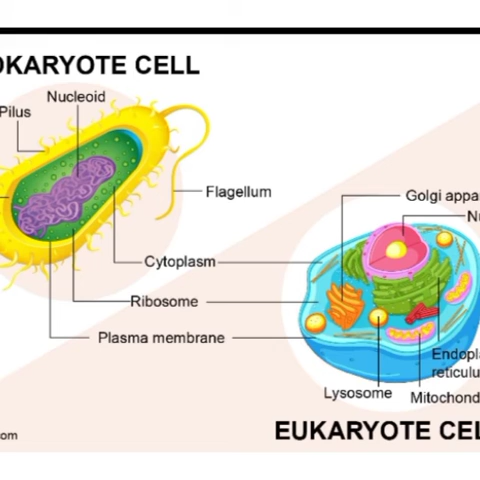 OKARYOTE CELL
Nucleoid
Pilus
Flagellum
Golgi appa
Nu
Cytoplasm
Ribosome
Plasma membrane
Endopla
reticulu
Lysosome
Mitochond
EUKARYOTE CEL
om